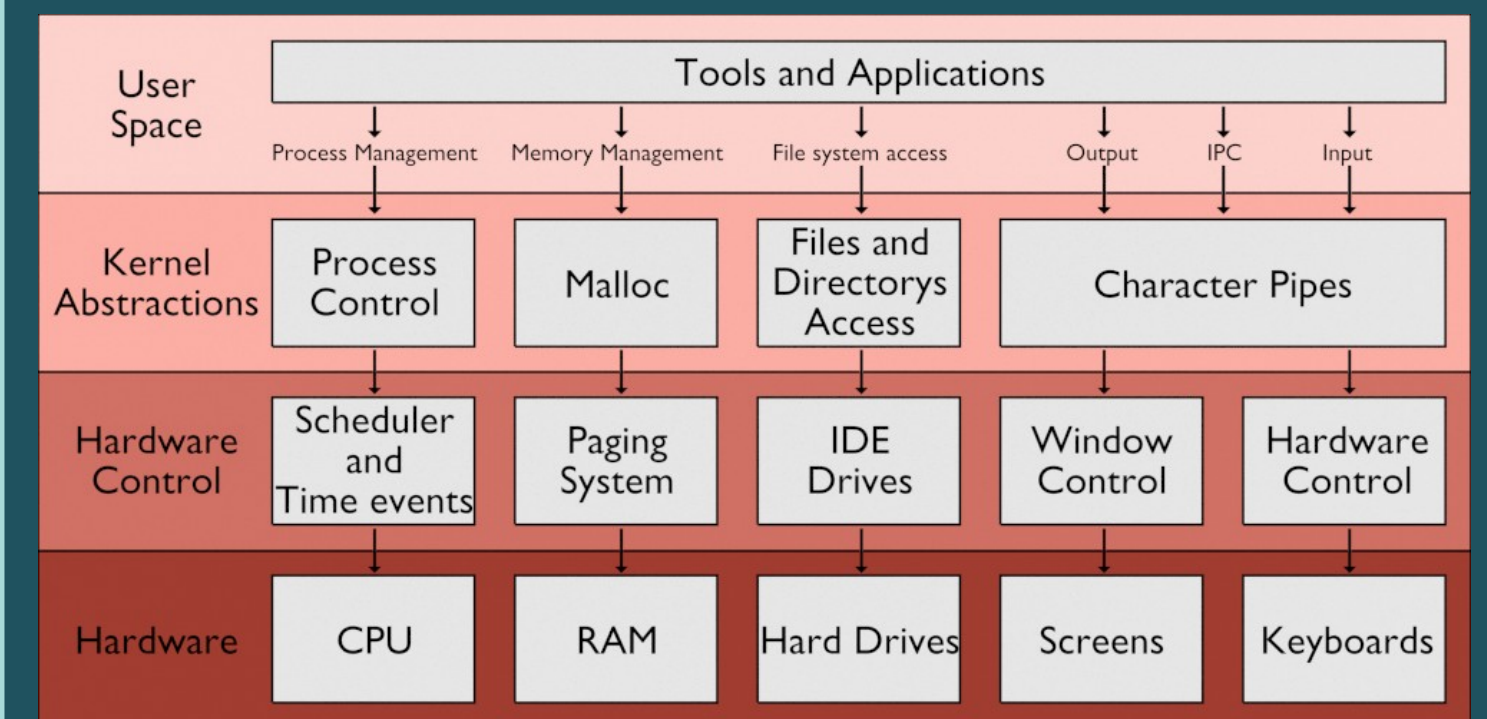 User
Space
Tools and Applications
Process Management
Memory Management
File system access
Output
IPC
Input
Kernel
Abstractions
Process
Control
Malloc
Files and
Directorys
Access
Character Pipes
Hardware
Control
Scheduler
and
Time events
Paging
System
IDE
Drives
Window
Control
Hardware
Control
Hardware
CPU
RAM
Hard Drives
Screens
Keyboards